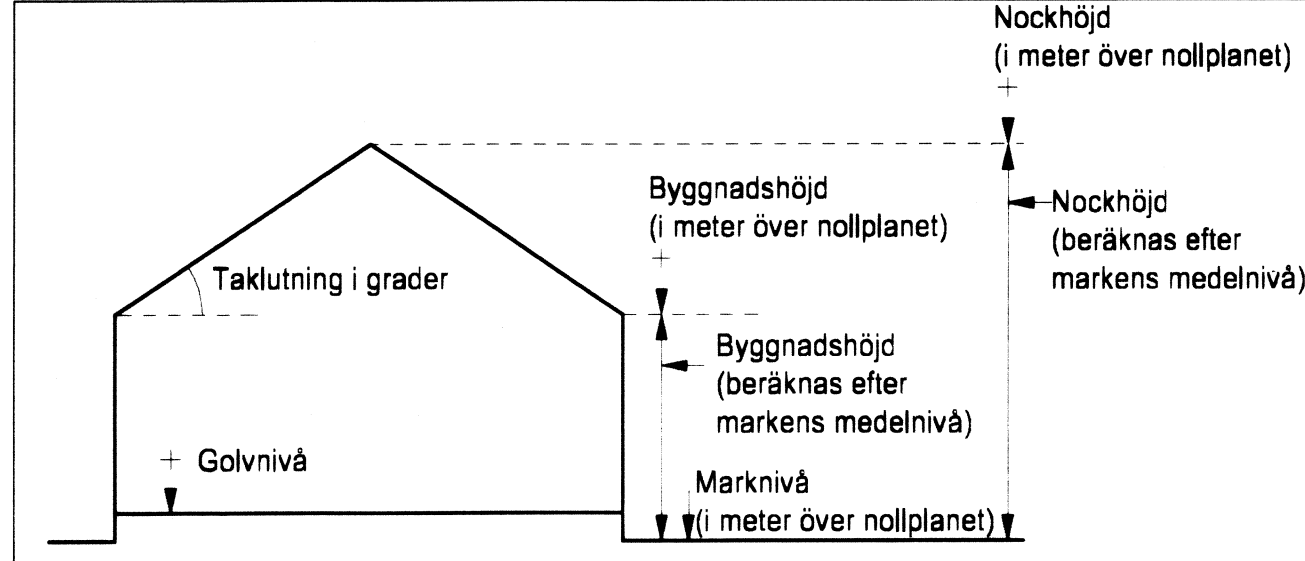 Nockhöjd
(i meter över nollplanet)
+
Byggnadshöjd
(i meter över nollplanet)
+
Nockhöjd
(beräknas efter
markens medelnivå)
Taklutning i grader
Byggnadshöjd
(beräknas efter
markens medelnivå)
+ Golvnivå
Marknivå
(i meter över nollplanet)